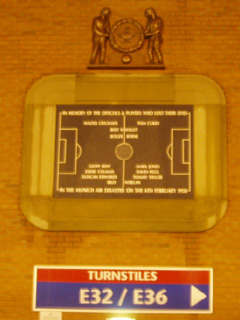 IN MEMORY OF THE OFFICIALS & PLAYERS WHO LOST THEIR LIVES
WALTER CRICKMER TOM CURRY
BERT WHALLEY
ROGER BYRNE
GEOFF BENT MARK JONES
EDDIE COLMAN DAVID PEGG
DUNCAN EDWARDS TOMMY TAYLOR
BILLY WHELAN
IN THE MUNICH AIR DISASTER ON THE 6TH FEBRUARY 1958
TURNSTILES
E32 / E36